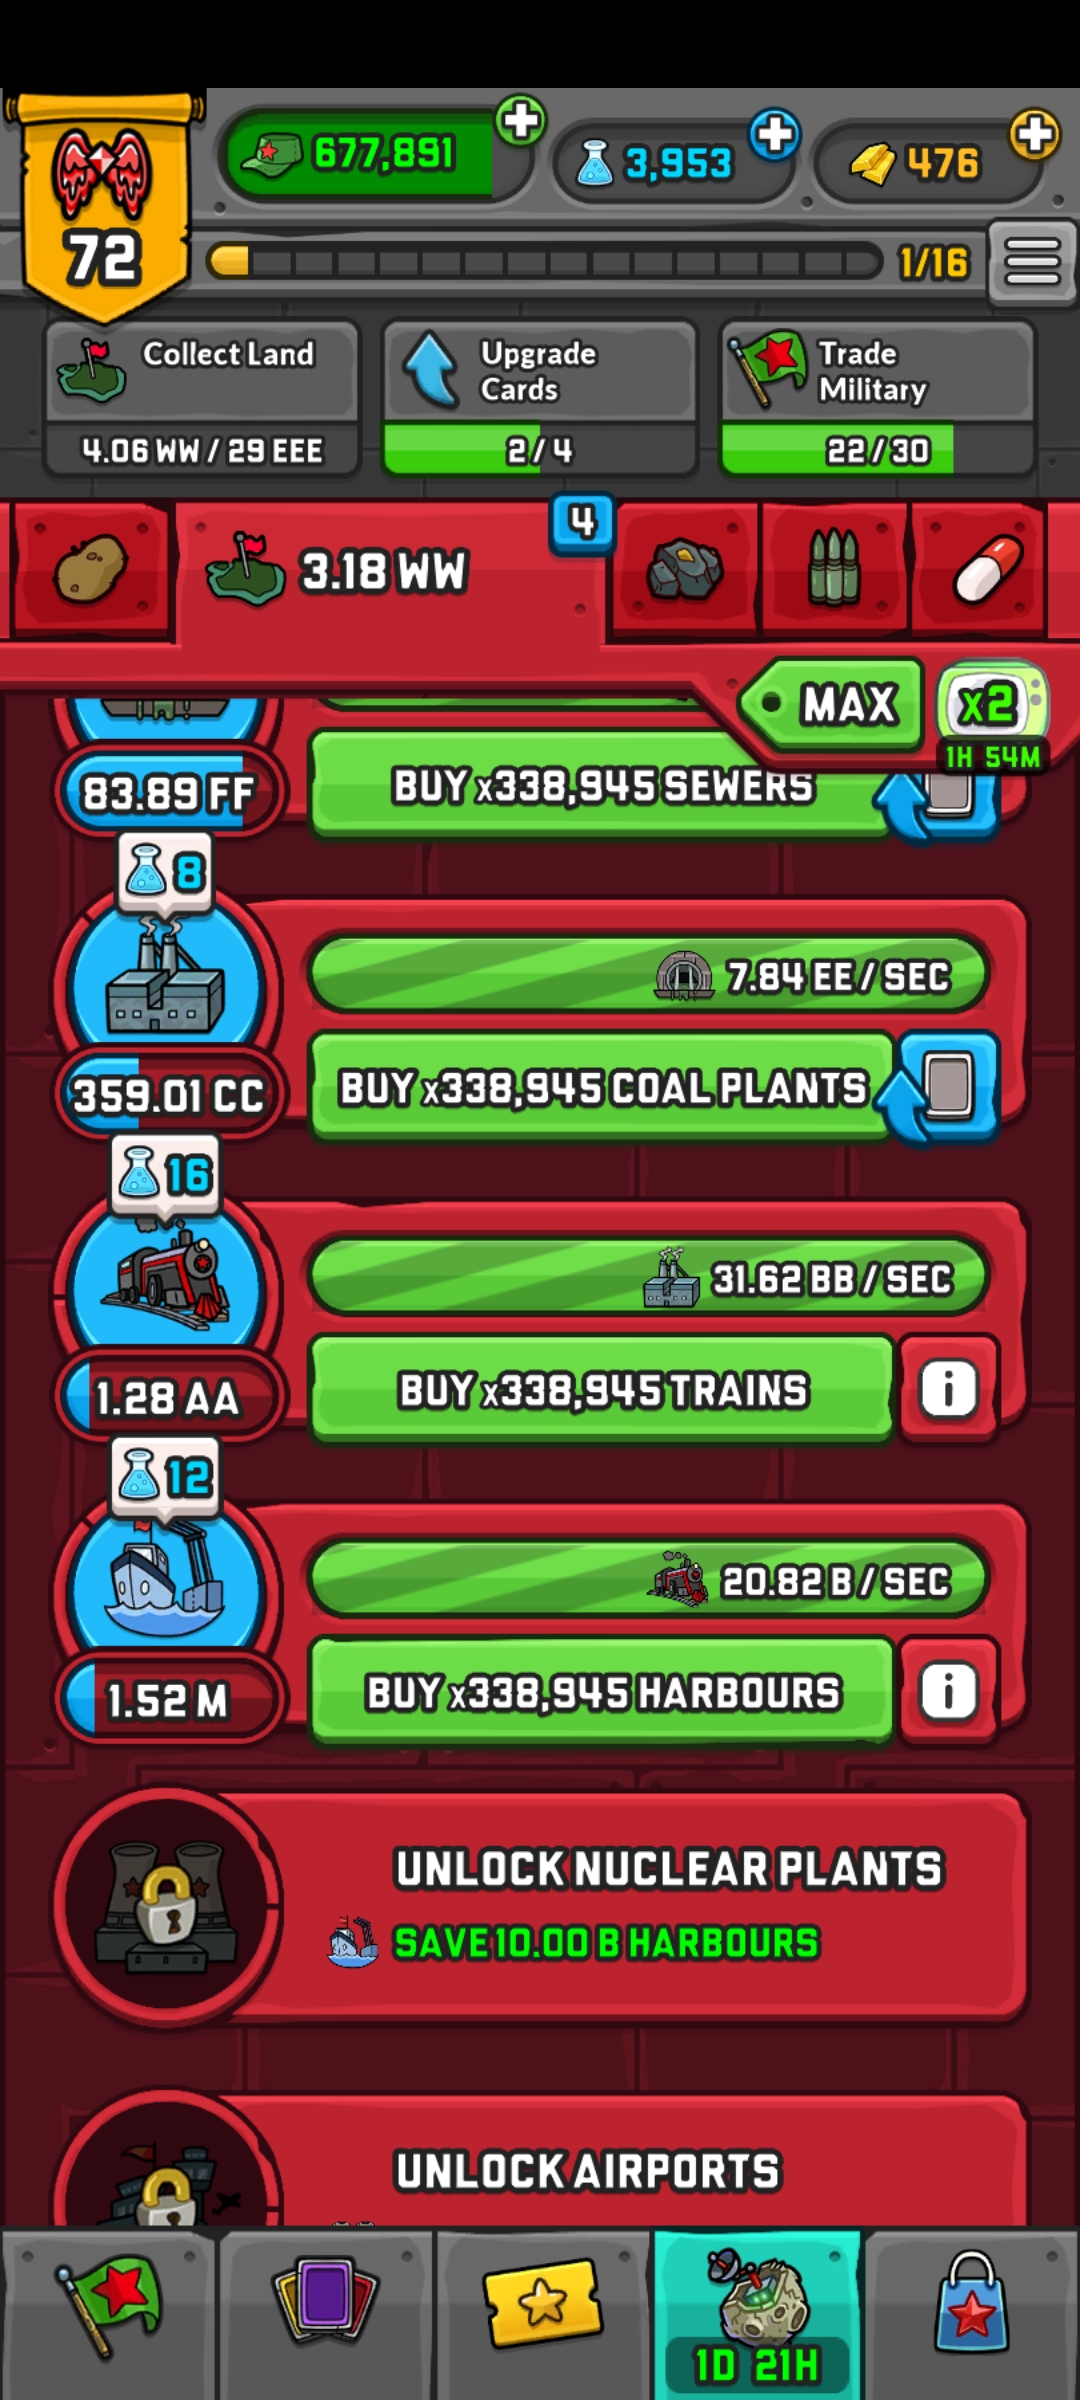 677,891
3,953
476
72
1/16
Collect Land
4.06 WW / 29 EEE
Upgrade
Cards
2/4
Trade
Military
22/30
3.18 WW
4
MAX
x2
1H 54M
83.89 FF
BUY x338,945 SEWERS
8
7.84 EE / SEC
359.01 CC
BUY x338,945 COAL PLANTS
16
31.62 BB / SEC
1.28 AA
BUY x338,945 TRAINS
i
12
20.82 B / SEC
1.52 M
BUY x338,945 HARBOURS
i
UNLOCK NUCLEAR PLANTS
SAVE 10.00 B HARBOURS
UNLOCK AIRPORTS
1D 21H